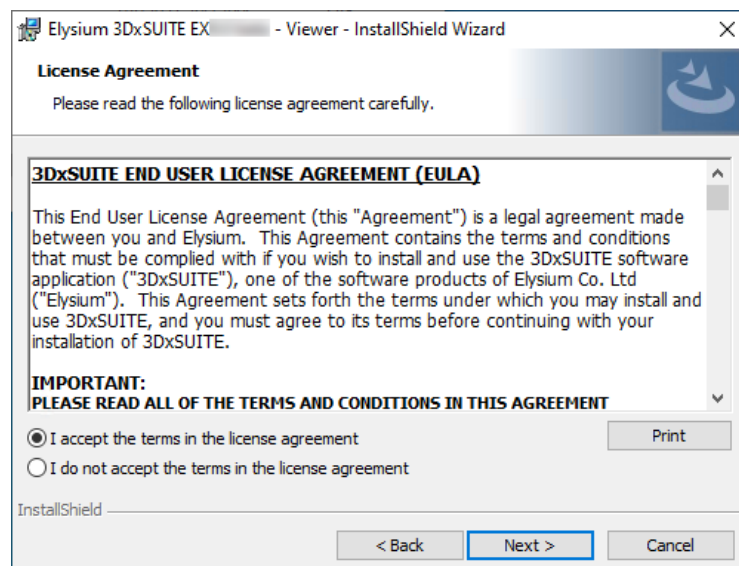 Elysium 3DxSUITE EX - Viewer - InstallShield Wizard
License Agreement
Please read the following license agreement carefully.
3DxSUITE END USER LICENSE AGREEMENT (EULA)
This End User License Agreement (this "Agreement") is a legal agreement made
between you and Elysium.  This Agreement contains the terms and conditions
that must be complied with if you wish to install and use the 3DxSUITE software
application ("3DxSUITE"), one of the software products of Elysium Co. Ltd
("Elysium").  This Agreement sets forth the terms under which you may install and
use 3DxSUITE, and you must agree to its terms before continuing with your
installation of 3DxSUITE.
IMPORTANT:
PLEASE READ ALL OF THE TERMS AND CONDITIONS IN THIS AGREEMENT
I accept the terms in the license agreement
Print
I do not accept the terms in the license agreement
InstallShield
< Back
Next >
Cancel